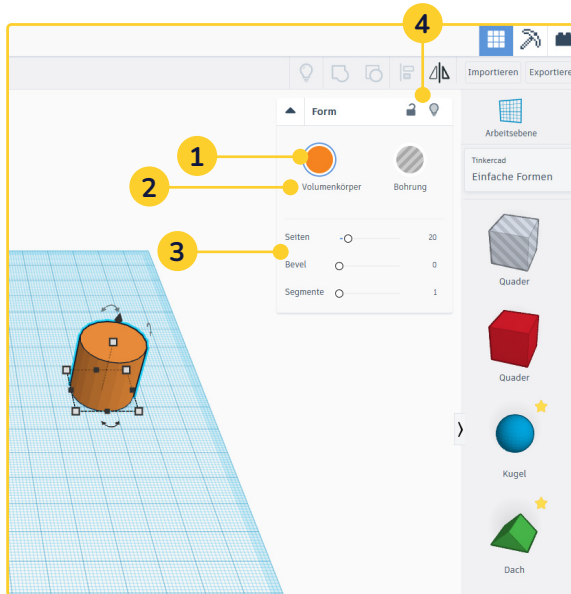 4
Importieren Exportiere
Form
Arbeitsebene
1
Tinkercad
Einfache Formen
2
Volumenkörper Bohrung
3
Seiten 20
Bevel 0
Segmente 1
Quader
Quader
Kugel
Dach